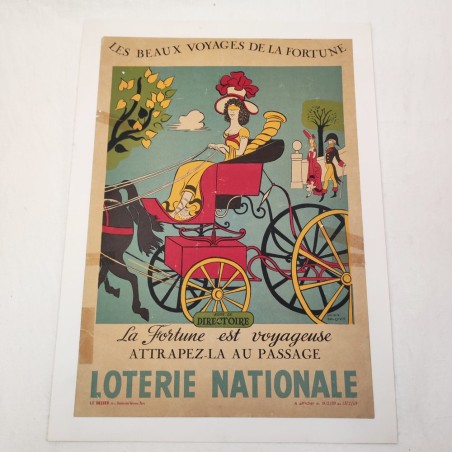 LES BEAUX VOYAGES DE LA FORTUNE
DIRECTOIRE
La Fortune est voyageuse
ATTRAPEZ-LA AU PASSAGE
LOTERIE NATIONALE